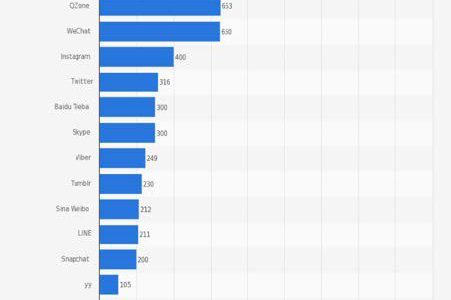 QZone 653
WeChat 630
Instagram 400
Twitter 316
Baidu Tieba 300
Skype 300
Viber 249
Tumblr 230
Sina Weibo 212
LINE 211
Snapchat 200
yy 105